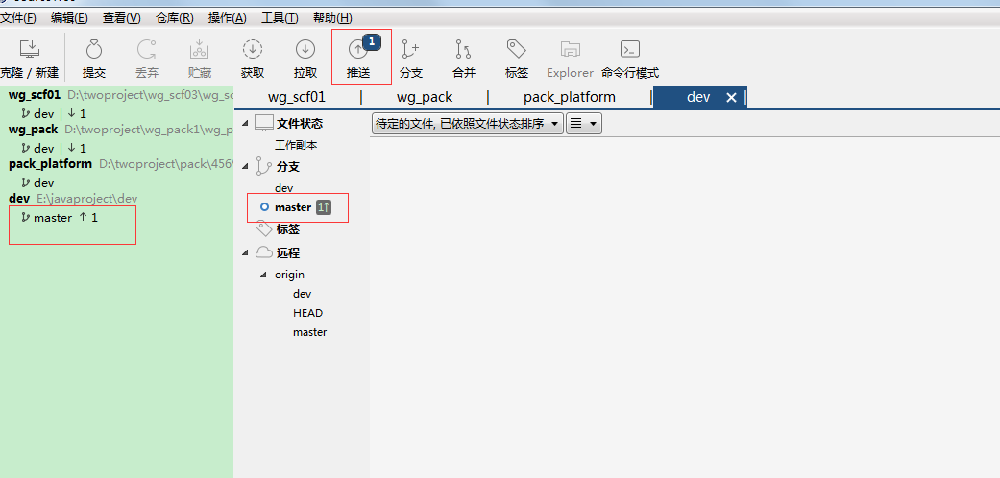 文件(F) 编辑(E) 查看(V) 仓库(R) 操作(A) 工具(T) 帮助(H)
1
克隆 / 新建 提交 丢弃 贮藏 获取 拉取 推送 分支 合并 标签 Explorer 命令行模式
wg_scf01 D:\twoproject\wg_scf03\wg_sc
dev | ↓ 1
wg_pack D:\twoproject\wg_pack1\wg_p
dev | ↓ 1
pack_platform D:\twoproject\pack\456\
dev
dev E:\javaproject\dev
master ↑ 1
wg_scf01 wg_pack pack_platform dev
文件状态
工作副本
分支
dev
master 1↑
标签
远程
origin
dev
HEAD
master
待定的文件, 已依照文件状态排序